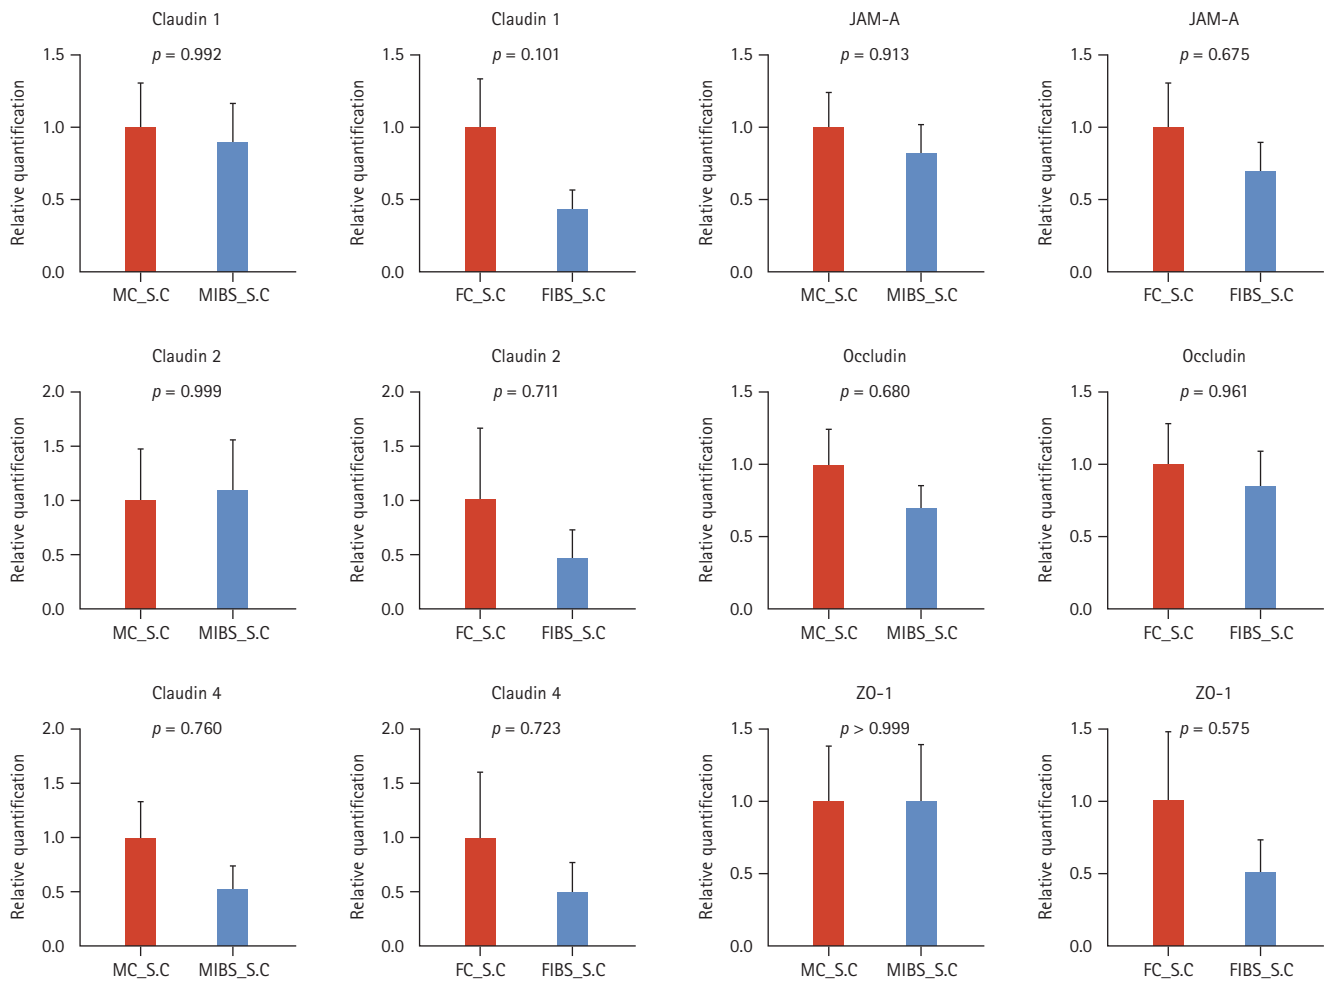 Claudin 1
p = 0.992
1.5
1.0
0.5
0.0
Relative quantification
MC_S.C MIBS_S.C
Claudin 1
p = 0.101
1.5
1.0
0.5
0.0
Relative quantification
FC_S.C FIBS_S.C
JAM-A
p = 0.913
1.5
1.0
0.5
0.0
Relative quantification
MC_S.C MIBS_S.C
JAM-A
p = 0.675
1.5
1.0
0.5
0.0
Relative quantification
FC_S.C FIBS_S.C
Claudin 2
p = 0.999
2.0
1.5
1.0
0.5
0.0
Relative quantification
MC_S.C MIBS_S.C
Claudin 2
p = 0.711
2.0
1.5
1.0
0.5
0.0
Relative quantification
FC_S.C FIBS_S.C
Occludin
p = 0.680
1.5
1.0
0.5
0.0
Relative quantification
MC_S.C MIBS_S.C
Occludin
p = 0.961
1.5
1.0
0.5
0.0
Relative quantification
FC_S.C FIBS_S.C
Claudin 4
p = 0.760
2.0
1.5
1.0
0.5
0.0
Relative quantification
MC_S.C MIBS_S.C
Claudin 4
p = 0.723
2.0
1.5
1.0
0.5
0.0
Relative quantification
FC_S.C FIBS_S.C
ZO-1
p > 0.999
1.5
1.0
0.5
0.0
Relative quantification
MC_S.C MIBS_S.C
ZO-1
p = 0.575
1.5
1.0
0.5
0.0
Relative quantification
FC_S.C FIBS_S.C